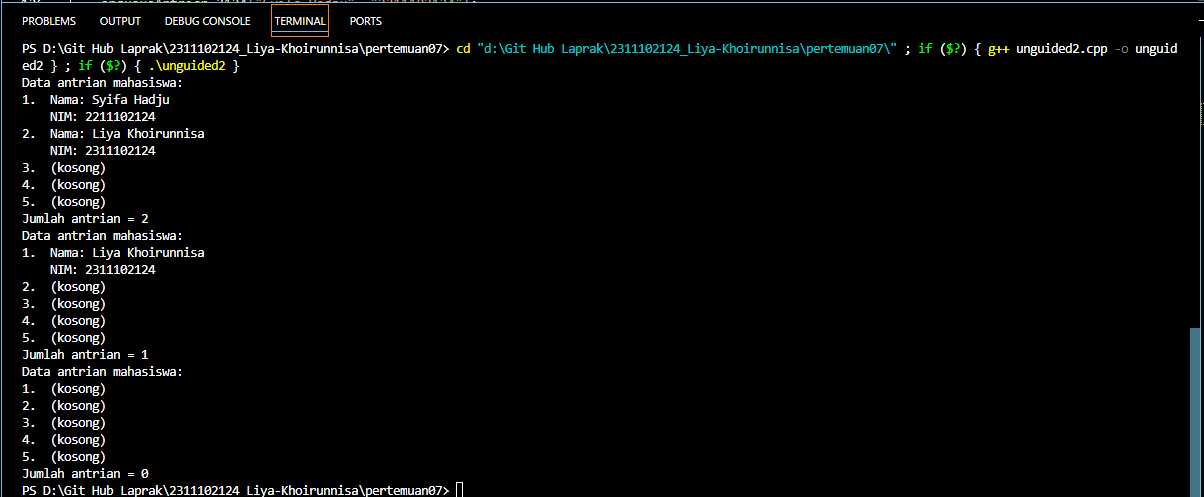 PROBLEMS OUTPUT DEBUG CONSOLE TERMINAL PORTS
PS D:\Git Hub Laprak\2311102124_Liya-Khoirunnisa\pertemuan07> cd "d:\Git Hub Laprak\2311102124_Liya-Khoirunnisa\pertemuan07\" ; if ($?) { g++ unguided2.cpp -o unguid
ed2 } ; if ($?) { .\unguided2 }
Data antrian mahasiswa:
1. Nama: Syifa Hadju
NIM: 2211102124
2. Nama: Liya Khoirunnisa
NIM: 2311102124
3. (kosong)
4. (kosong)
5. (kosong)
Jumlah antrian = 2
Data antrian mahasiswa:
1. Nama: Liya Khoirunnisa
NIM: 2311102124
2. (kosong)
3. (kosong)
4. (kosong)
5. (kosong)
Jumlah antrian = 1
Data antrian mahasiswa:
1. (kosong)
2. (kosong)
3. (kosong)
4. (kosong)
5. (kosong)
Jumlah antrian = 0
PS D:\Git Hub Laprak\2311102124_Liya-Khoirunnisa\pertemuan07>